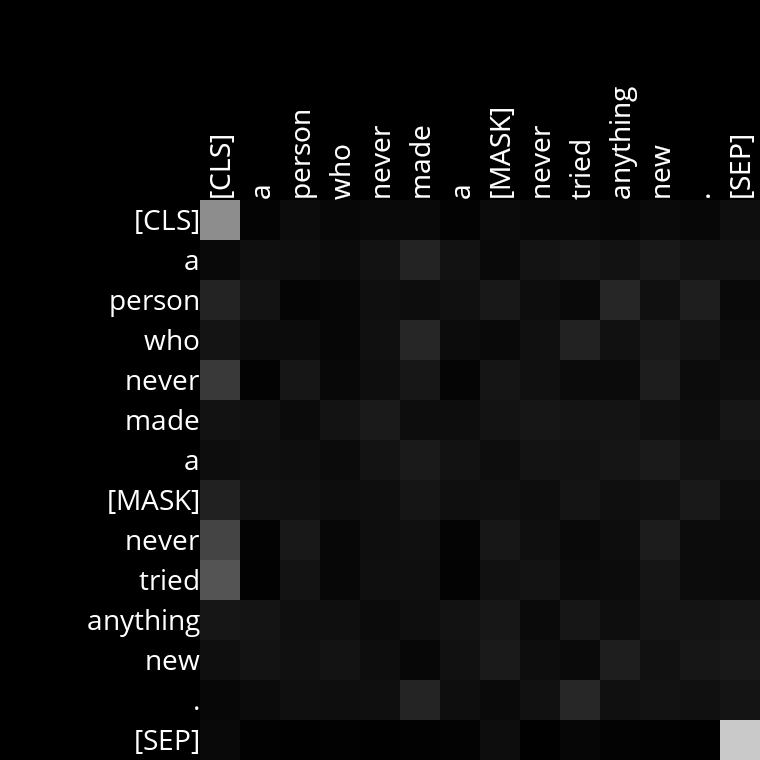 [CLS] a person who never made a [MASK] never tried anything new . [SEP]
[CLS]
a
person
who
never
made
a
[MASK]
never
tried
anything
new
.
[SEP]